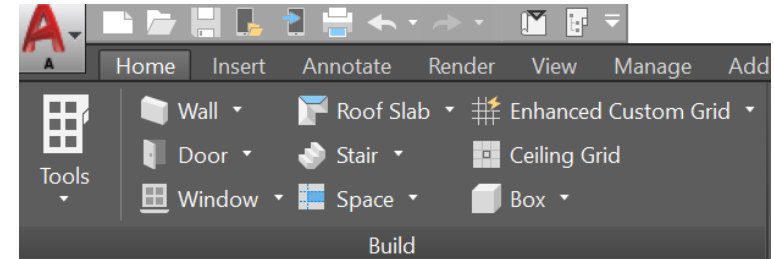 A
Home Insert Annotate Render View Manage Add
Wall Roof Slab Enhanced Custom Grid
Door Stair Ceiling Grid
Tools
Window Space Box
Build